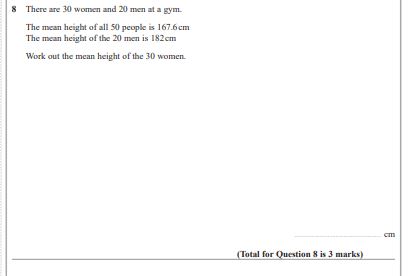 8 There are 30 women and 20 men at a gym.
The mean height of all 50 people is 167.6 cm
The mean height of the 20 men is 182 cm
Work out the mean height of the 30 women.
.............................. cm
(Total for Question 8 is 3 marks)